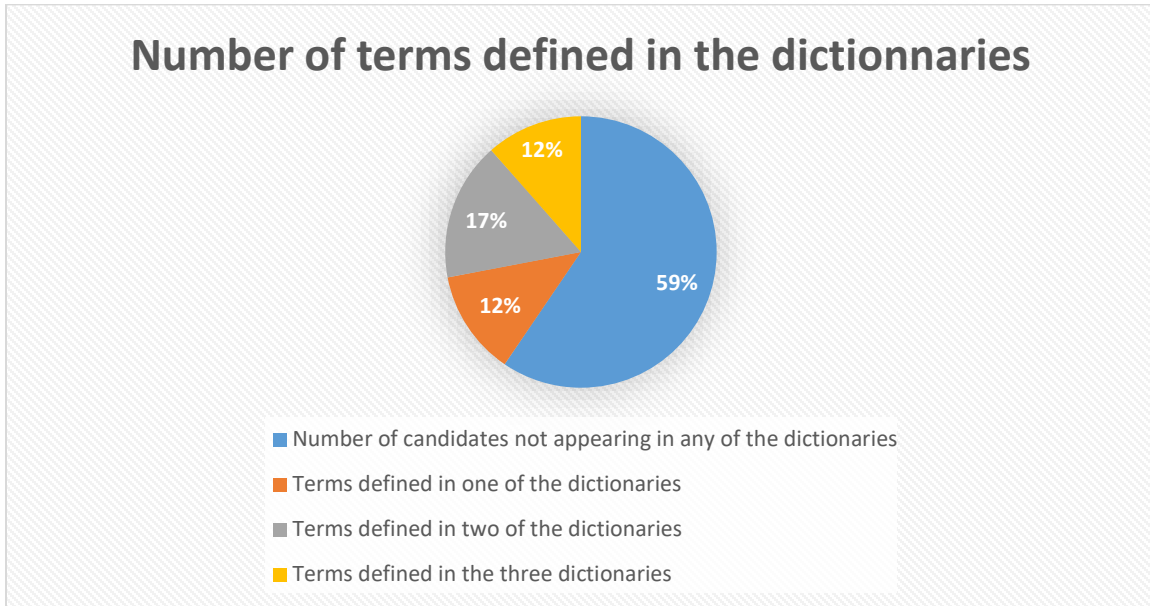 Number of terms defined in the dictionnaries
12%
17%
59%
12%
Number of candidates not appearing in any of the dictionaries
Terms defined in one of the dictionaries
Terms defined in two of the dictionaries
Terms defined in the three dictionaries